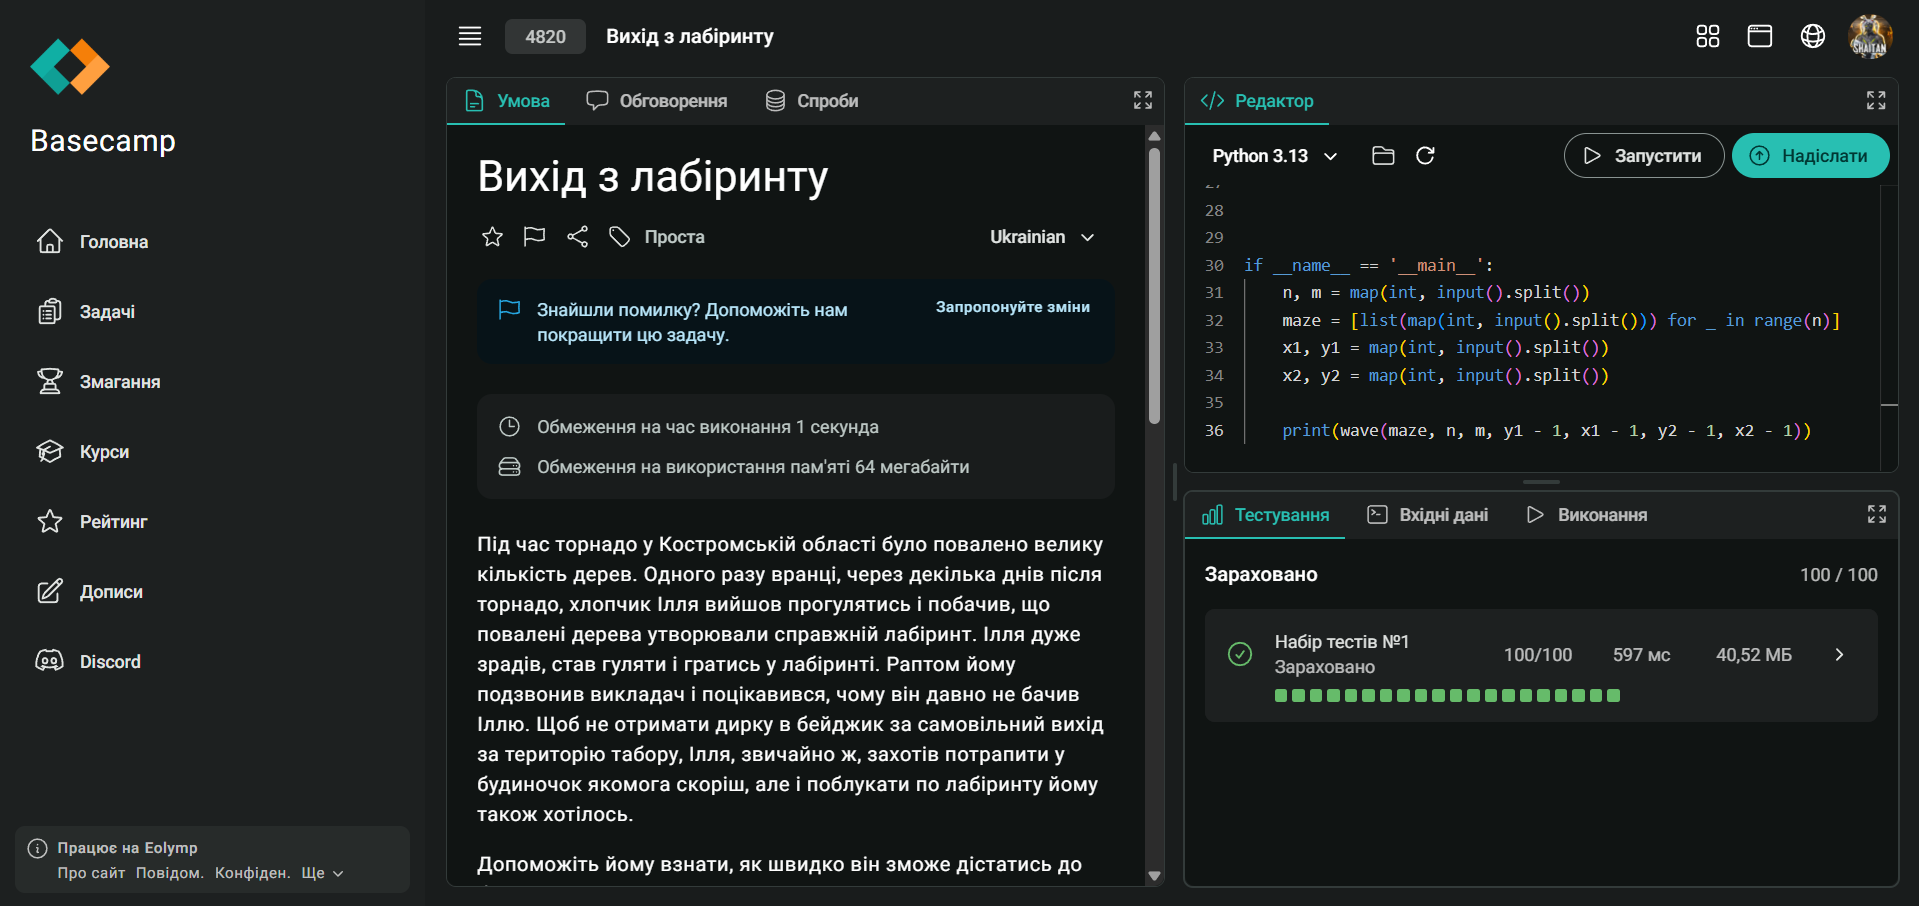 Basecamp
Головна
Задачі
Змагання
Курси
Рейтинг
Дописи
Discord
Працює на Eolymp
Про сайт Повідом. Конфіден. Ще
4820 Вихід з лабіринту
SHAITAN
Умова Обговорення Спроби
Вихід з лабіринту
Проста Ukrainian
Знайшли помилку? Допоможіть нам
покращити цю задачу.
Запропонуйте зміни
Обмеження на час виконання 1 секунда
Обмеження на використання пам'яті 64 мегабайти
Під час торнадо у Костромській області було повалено велику
кількість дерев. Одного разу вранці, через декілька днів після
торнадо, хлопчик Ілля вийшов прогулятись і побачив, що
повалені дерева утворювали справжній лабіринт. Ілля дуже
зрадів, став гуляти і гратись у лабіринті. Раптом йому
подзвонив викладач і поцікавився, чому він давно не бачив
Іллю. Щоб не отримати дирку в бейджик за самовільний вихід
за територію табору, Ілля, звичайно ж, захотів потрапити у
будиночок якомога скоріш, але і поблукати по лабіринту йому
також хотілось.
Допоможіть йому взнати, як швидко він зможе дістатись до
Редактор
Python 3.13 Запустити Надіслати
28
29
30 if __name__ == '__main__':
31 n, m = map(int, input().split())
32 maze = [list(map(int, input().split())) for _ in range(n)]
33 x1, y1 = map(int, input().split())
34 x2, y2 = map(int, input().split())
35
36 print(wave(maze, n, m, y1 - 1, x1 - 1, y2 - 1, x2 - 1))
Тестування Вхідні дані Виконання
Зараховано 100 / 100
Набір тестів №1
Зараховано
100/100 597 мс 40,52 МБ